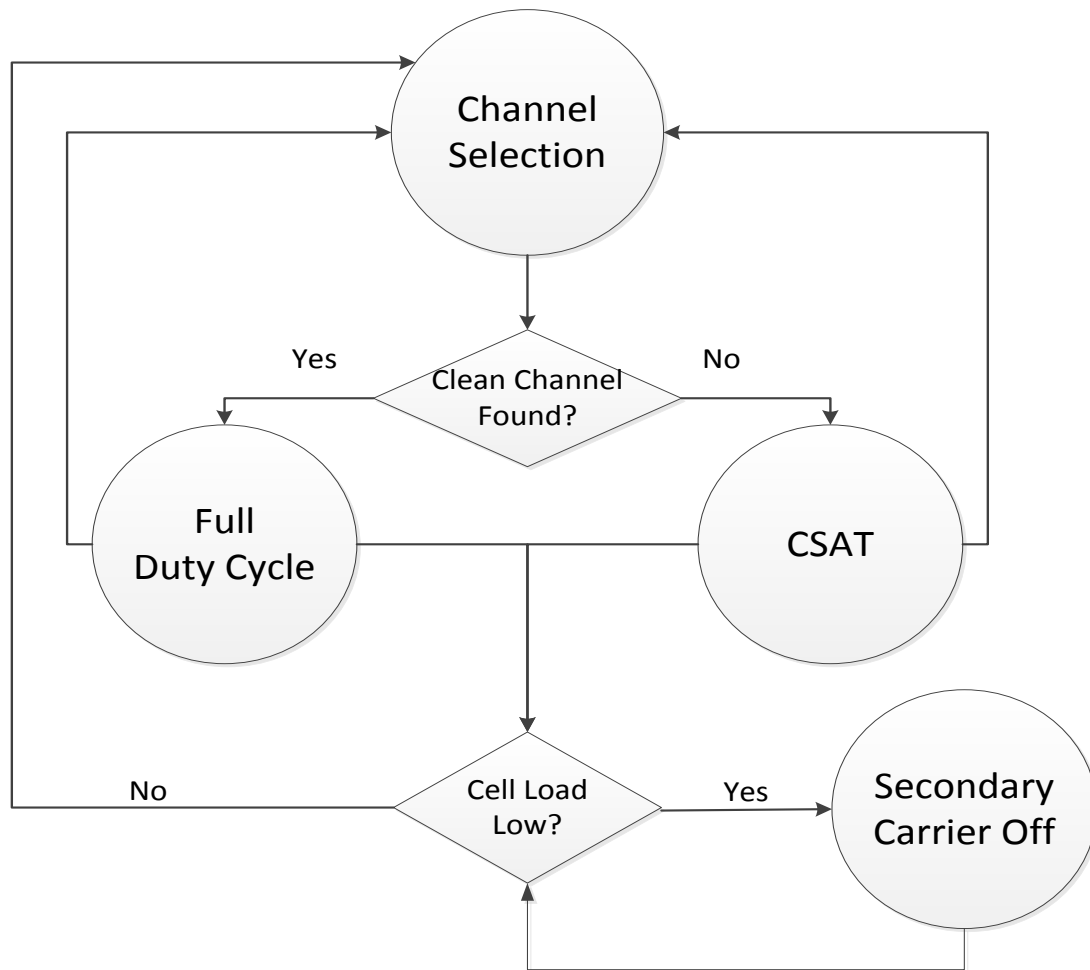 Channel
Selection
Yes
No
Clean Channel
Found?
Full
Duty Cycle
CSAT
No
Cell Load
Low?
Yes
Secondary
Carrier Off